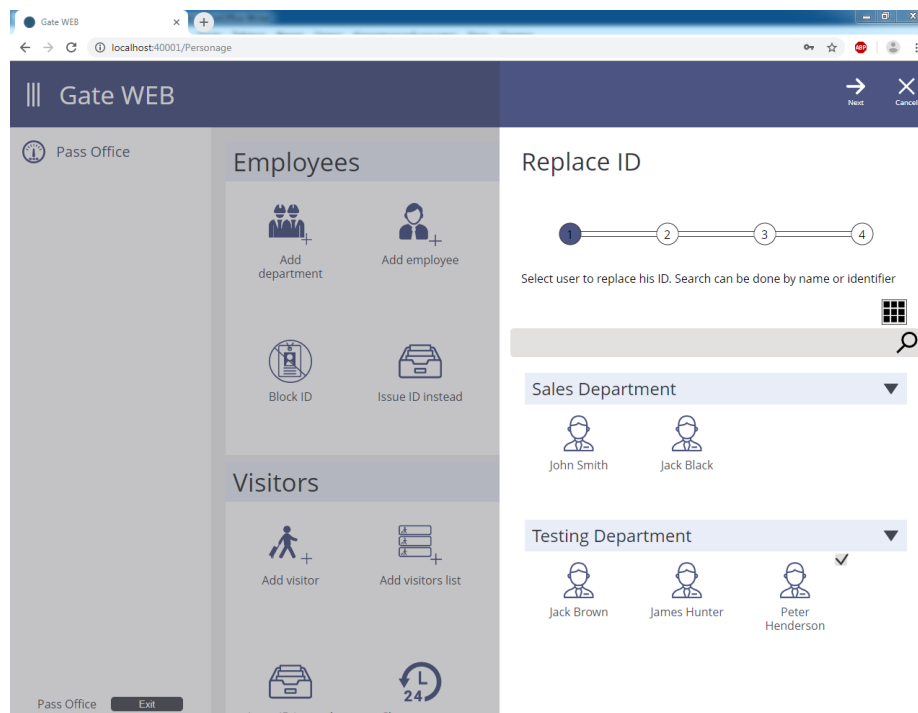 Gate WEB
localhost:40001/Personage
ABP
Gate WEB
Next
Cancel
Pass Office
Employees
Add department
Add employee
Block ID
Issue ID instead
Visitors
Add visitor
Add visitors list
24
Pass Office
Exit
Replace ID
1
2
3
4
Select user to replace his ID. Search can be done by name or identifier
Sales Department
John Smith
Jack Black
Testing Department
Jack Brown
James Hunter
Peter
Henderson